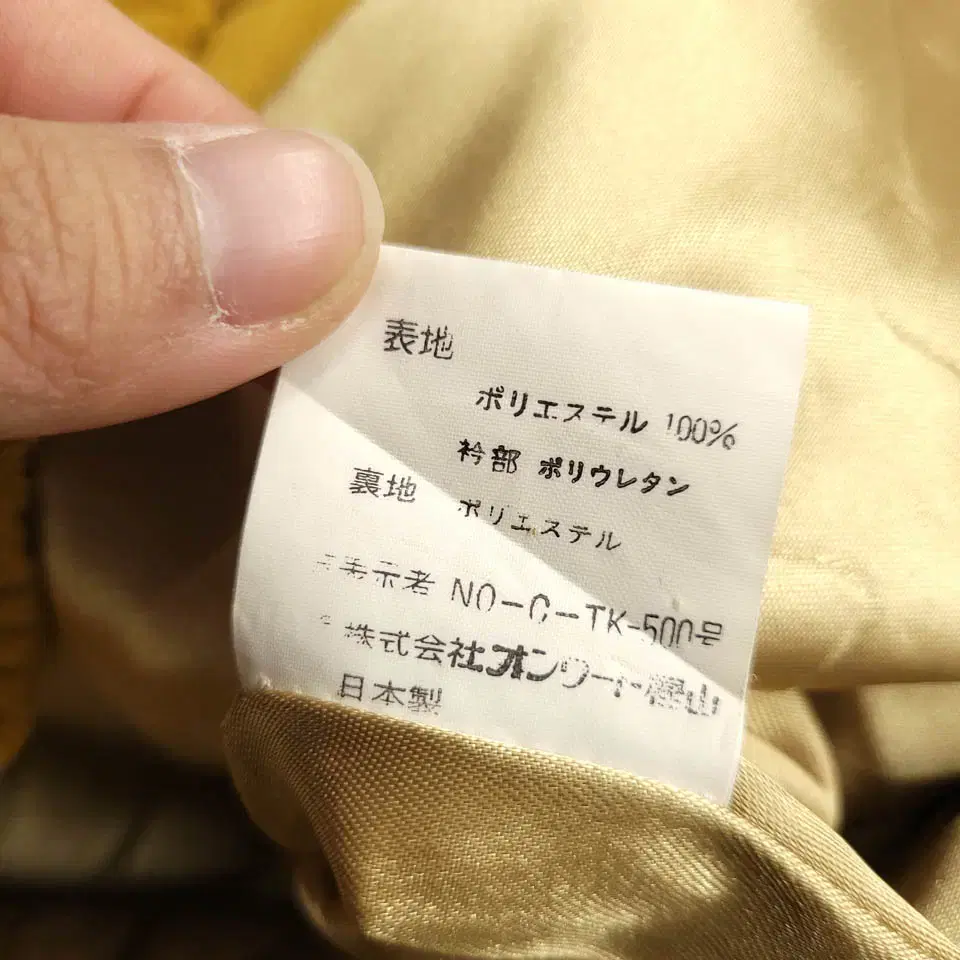 表地
ポリエステル 100%
衿部 ポリウレタン
裏地 ポリエステル
表示者 NO-C-TK-500号
株式会社オンワード樫山
日本製